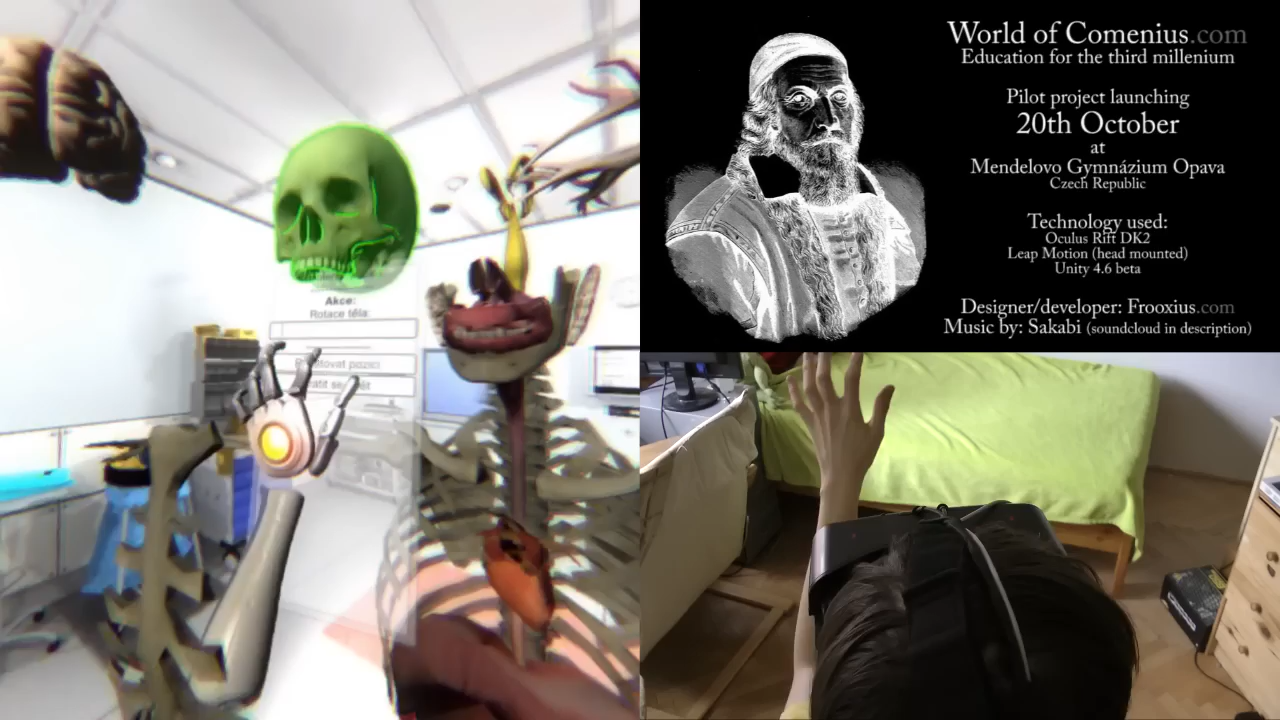 World of Comenius.com
Education for the third millenium
Pilot project launching
20th October
at
Mendelovo Gymnázium Opava
Czech Republic
Technology used:
Oculus Rift DK2
Leap Motion (head mounted)
Unity 4.6 beta
Designer/developer: Frooxius.com
Music by: Sakabi (soundcloud in description)
Akce:
Rotace těla:
pozici